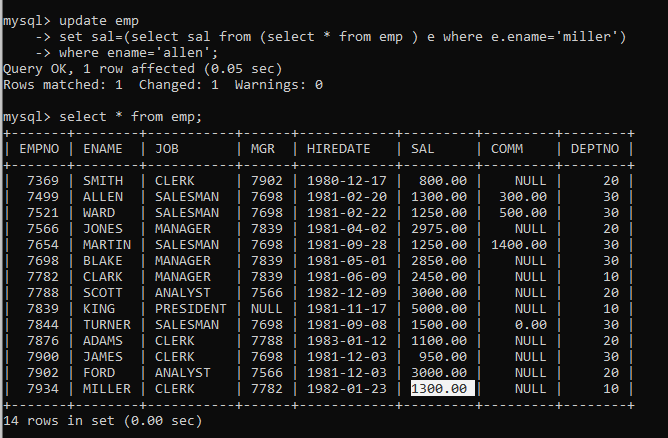 mysql> update emp
    -> set sal=(select sal from (select * from emp ) e where e.ename='miller')
    -> where ename='allen';
Query OK, 1 row affected (0.05 sec)
Rows matched: 1  Changed: 1  Warnings: 0

mysql> select * from emp;
+-------+--------+-----------+------+------------+---------+---------+--------+
| EMPNO | ENAME  | JOB       | MGR  | HIREDATE   | SAL     | COMM    | DEPTNO |
+-------+--------+-----------+------+------------+---------+---------+--------+
|  7369 | SMITH  | CLERK     | 7902 | 1980-12-17 |  800.00 |    NULL |     20 |
|  7499 | ALLEN  | SALESMAN  | 7698 | 1981-02-20 | 1300.00 |  300.00 |     30 |
|  7521 | WARD   | SALESMAN  | 7698 | 1981-02-22 | 1250.00 |  500.00 |     30 |
|  7566 | JONES  | MANAGER   | 7839 | 1981-04-02 | 2975.00 |    NULL |     20 |
|  7654 | MARTIN | SALESMAN  | 7698 | 1981-09-28 | 1250.00 | 1400.00 |     30 |
|  7698 | BLAKE  | MANAGER   | 7839 | 1981-05-01 | 2850.00 |    NULL |     30 |
|  7782 | CLARK  | MANAGER   | 7839 | 1981-06-09 | 2450.00 |    NULL |     10 |
|  7788 | SCOTT  | ANALYST   | 7566 | 1982-12-09 | 3000.00 |    NULL |     20 |
|  7839 | KING   | PRESIDENT | NULL | 1981-11-17 | 5000.00 |    NULL |     10 |
|  7844 | TURNER | SALESMAN  | 7698 | 1981-09-08 | 1500.00 |    0.00 |     30 |
|  7876 | ADAMS  | CLERK     | 7788 | 1983-01-12 | 1100.00 |    NULL |     20 |
|  7900 | JAMES  | CLERK     | 7698 | 1981-12-03 |  950.00 |    NULL |     30 |
|  7902 | FORD   | ANALYST   | 7566 | 1981-12-03 | 3000.00 |    NULL |     20 |
|  7934 | MILLER | CLERK     | 7782 | 1982-01-23 | 1300.00 |    NULL |     10 |
+-------+--------+-----------+------+------------+---------+---------+--------+
14 rows in set (0.00 sec)